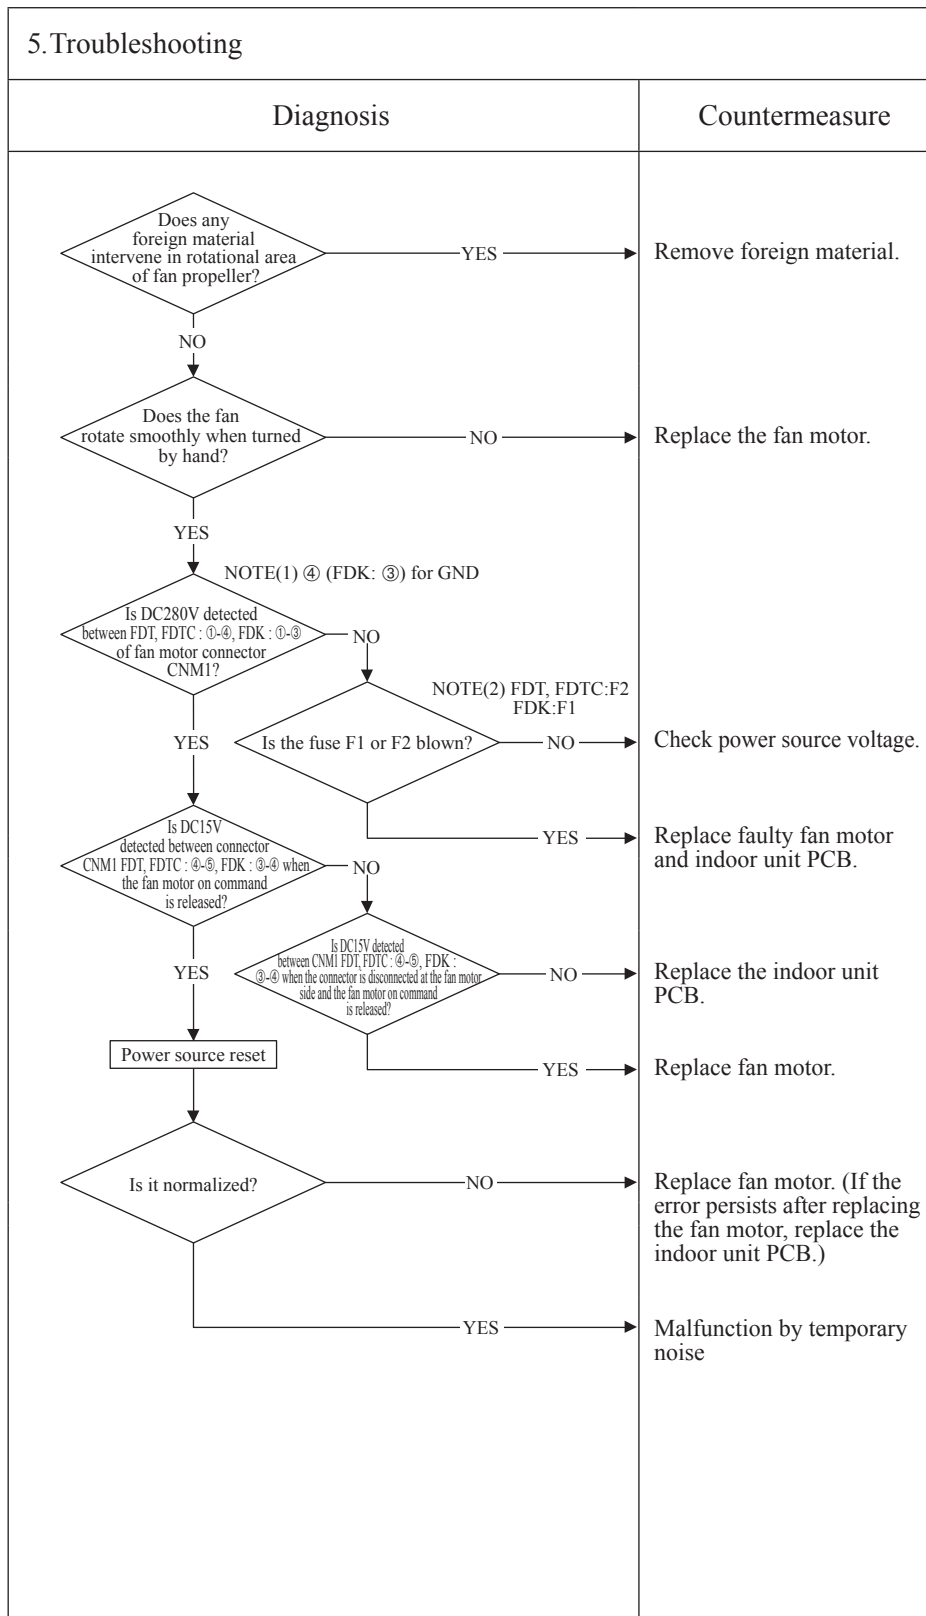 5.Troubleshooting
Diagnosis
Countermeasure
Does any
foreign material
intervene in rotational area
of fan propeller?
YES
Remove foreign material.
NO
Does the fan
rotate smoothly when turned
by hand?
NO
Replace the fan motor.
YES
NOTE(1) ④ (FDK: ③) for GND
Is DC280V detected
between FDT, FDTC : ①-④, FDK : ①-③
of fan motor connector
CNM1?
NO
NOTE(2) FDT, FDTC:F2
FDK:F1
YES
Is the fuse F1 or F2 blown?
NO
Check power source voltage.
YES
Replace faulty fan motor
and indoor unit PCB.
Is DC15V
detected between connector
CNM1 FDT, FDTC : ④-⑤, FDK : ③-④ when
the fan motor on command
is released?
NO
Is DC15V detected
between CNM1 FDT, FDTC : ④-⑤, FDK :
③-④ when the connector is disconnected at the fan motor
side and the fan motor on command
is released?
YES
NO
Replace the indoor unit
PCB.
Power source reset
YES
Replace fan motor.
Is it normalized?
NO
Replace fan motor. (If the
error persists after replacing
the fan motor, replace the
indoor unit PCB.)
YES
Malfunction by temporary
noise